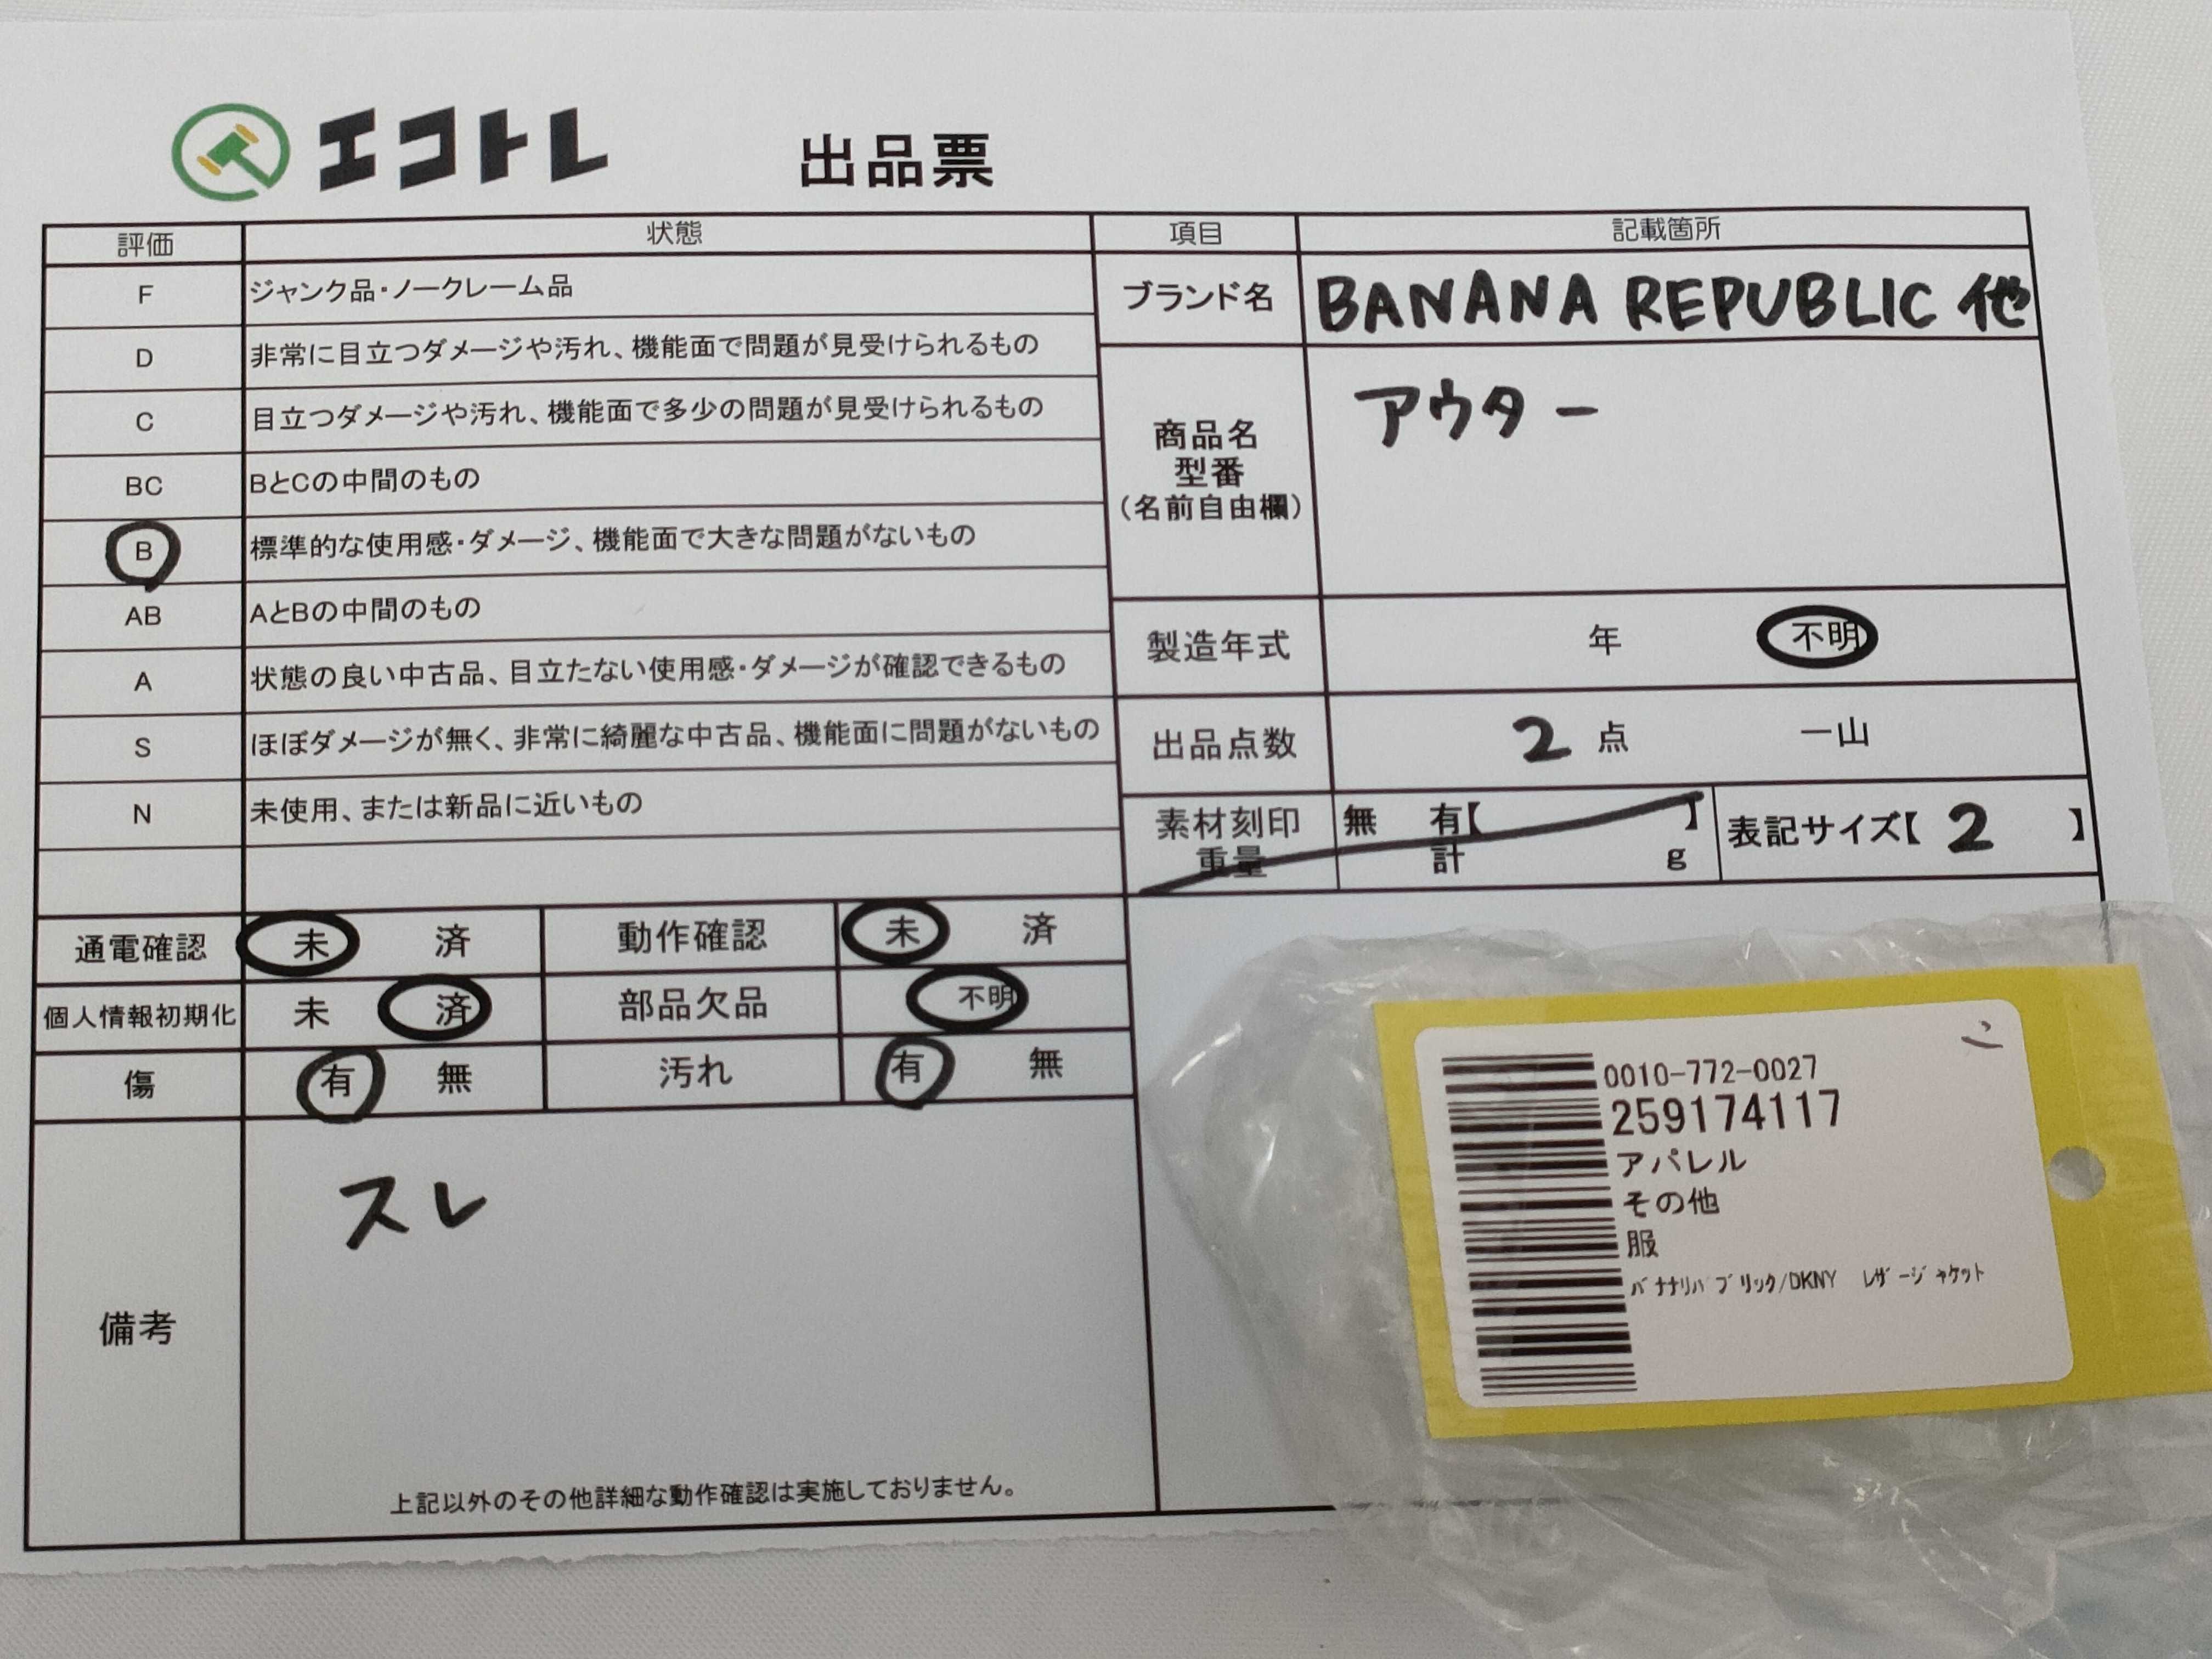 エコトレ 出品票
評価 状態 項目 記載箇所
F ジャンク品・ノークレーム品
D 非常に目立つダメージや汚れ、機能面で問題が見受けられるもの
C 目立つダメージや汚れ、機能面で多少の問題が見受けられるもの
BC BとCの中間のもの
B 標準的な使用感・ダメージ、機能面で大きな問題がないもの
AB AとBの中間のもの
A 状態の良い中古品、目立たない使用感・ダメージが確認できるもの
S ほぼダメージが無く、非常に綺麗な中古品、機能面に問題がないもの
N 未使用、または新品に近いもの
ブランド名 BANANA REPUBLIC 他
商品名
型番
(名前自由欄)
アウター
製造年式 年 不明
出品点数 2 点 一山
素材刻印 無 有【 】
重量 計 g
表記サイズ【 2 】
通電確認 未 済 動作確認 未 済
個人情報初期化 未 済 部品欠品 不明
傷 有 無 汚れ 有 無
備考
スレ
上記以外のその他詳細な動作確認は実施しておりません。
0010-772-0027
259174117
アパレル
その他
服
ﾊﾞﾅﾅﾘﾊﾟﾌﾞﾘｯｸ/DKNY ﾚｻﾞｰｼﾞｬｹｯﾄ